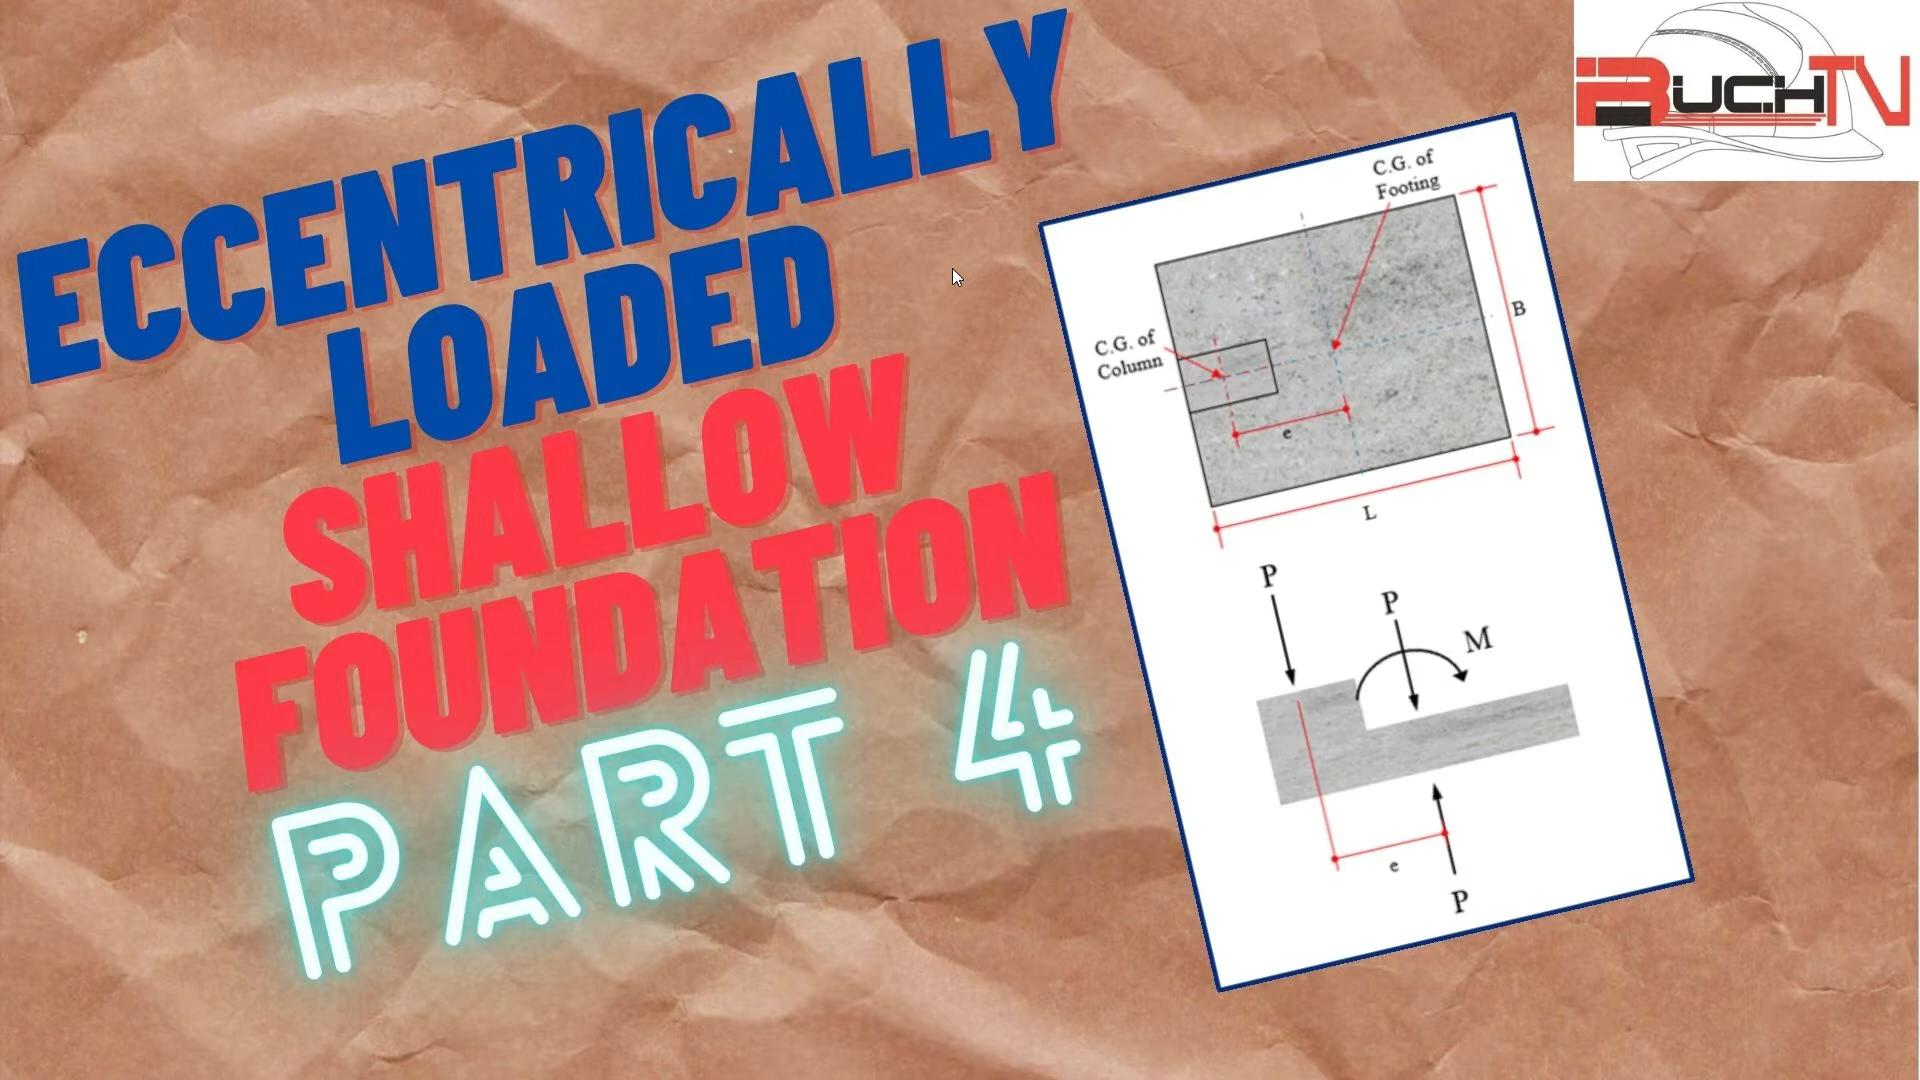 ECCENTRICALLY
LOADED
SHALLOW
FOUNDATION
PART 4
BUCHTV
C.G. of
Footing
C.G. of
Column
B
e
L
P
P
M
e
P